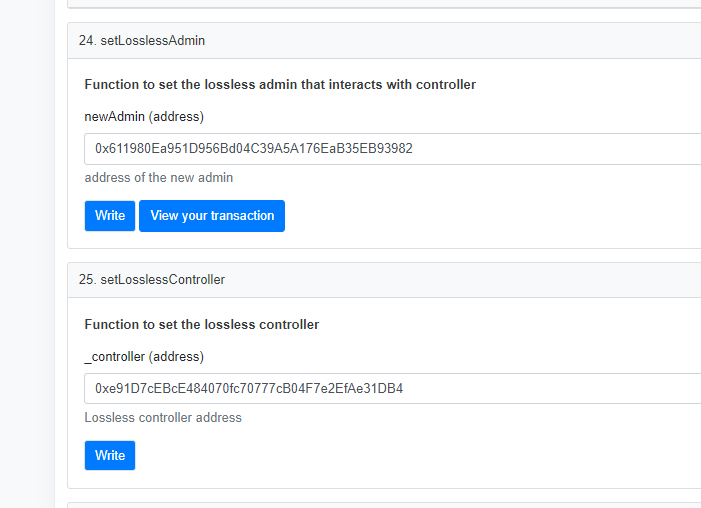 24. setLosslessAdmin
Function to set the lossless admin that interacts with controller
newAdmin (address)
0x611980Ea951D956Bd04C39A5A176EaB35EB93982
address of the new admin
Write View your transaction
25. setLosslessController
Function to set the lossless controller
_controller (address)
0xe91D7cEBcE484070fc70777cB04F7e2EfAe31DB4
Lossless controller address
Write